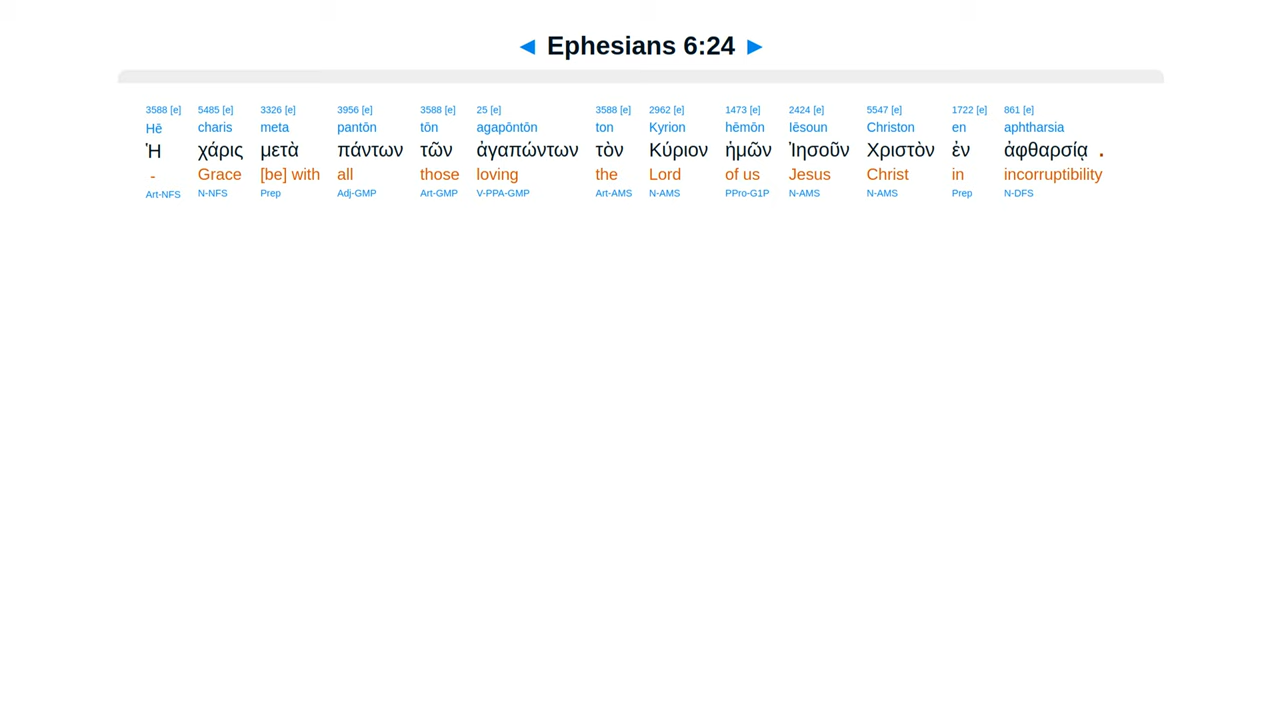 ◄ Ephesians 6:24 ►
3588 [e] 5485 [e] 3326 [e] 3956 [e] 3588 [e] 25 [e] 3588 [e] 2962 [e] 1473 [e] 2424 [e] 5547 [e] 1722 [e] 861 [e]
Hē charis meta pantōn tōn agapōntōn ton Kyrion hēmōn Iēsoun Christon en aphtharsia
Ἡ χάρις μετὰ πάντων τῶν ἀγαπώντων τὸν Κύριον ἡμῶν Ἰησοῦν Χριστὸν ἐν ἀφθαρσίᾳ .
- Grace [be] with all those loving the Lord of us Jesus Christ in incorruptibility
Art-NFS N-NFS Prep Adj-GMP Art-GMP V-PPA-GMP Art-AMS N-AMS PPro-G1P N-AMS N-AMS Prep N-DFS